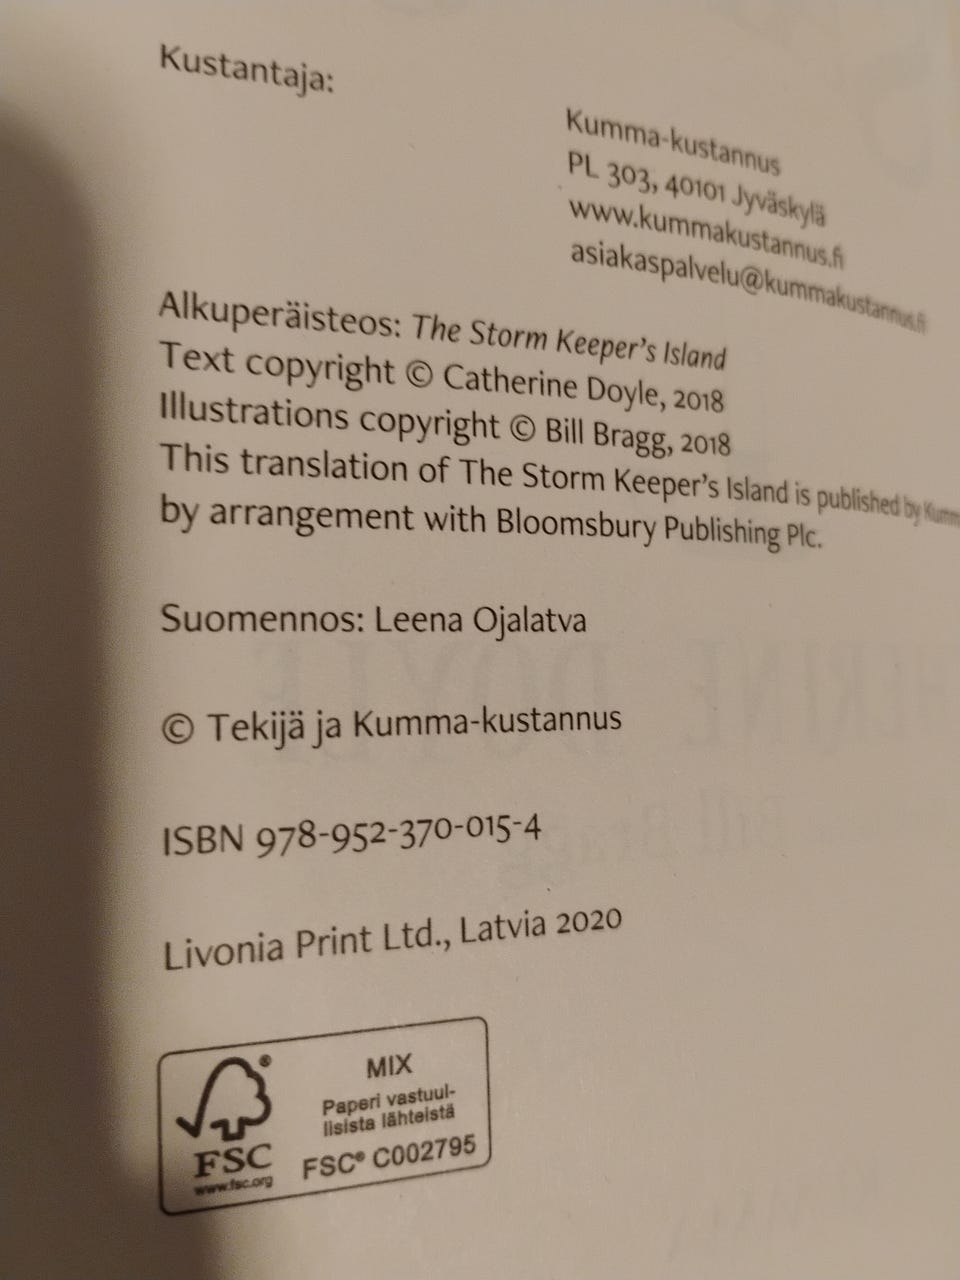 Kustantaja:
Kumma-kustannus
PL 303, 40101 Jyväskylä
www.kummakustannus.fi
asiakaspalvelu@kummakustannus.fi
Alkuperäisteos: The Storm Keeper's Island
Text copyright © Catherine Doyle, 2018
Illustrations copyright © Bill Bragg, 2018
This translation of The Storm Keeper's Island is published by
by arrangement with Bloomsbury Publishing Plc.
Suomennos: Leena Ojalatva
© Tekijä ja Kumma-kustannus
ISBN 978-952-370-015-4
Livonia Print Ltd., Latvia 2020
MIX
Paperi vastuul-
lisista lähteistä
FSC® C002795
®
FSC
www.fsc.org